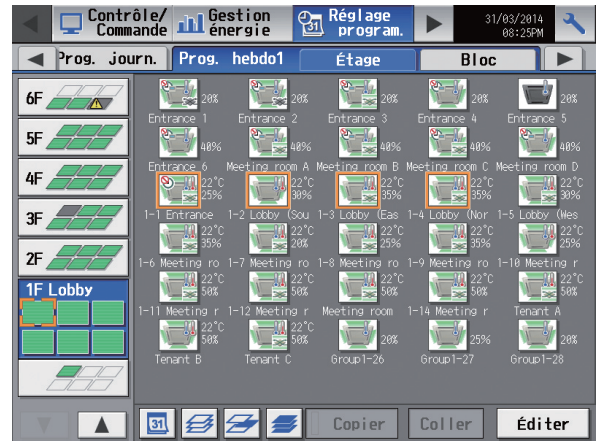 Contrôle/ Commande
Gestion énergie
31 Réglage program.
31/03/2014 08:25PM
Prog. journ.
Prog. hebdo1
Étage
Bloc
6F
5F
4F
3F
2F
1F Lobby
20% 20% 20% 20% 20%
Entrance 1 Entrance 2 Entrance 3 Entrance 4 Entrance 5
40% 40% 40% 40% 40%
Entrance 6 Meeting room A Meeting room B Meeting room C Meeting room D
22°C 25% 22°C 30% 22°C 35% 22°C 35% 22°C 30%
1-1 Entrance 1-2 Lobby (Sou 1-3 Lobby (Eas 1-4 Lobby (Nor 1-5 Lobby (Wes
22°C 35% 22°C 20% 22°C 25% 22°C 35% 22°C 25%
1-6 Meeting ro 1-7 Meeting ro 1-8 Meeting ro 1-9 Meeting ro 1-10 Meeting r
22°C 50% 22°C 50% 22°C 50% 22°C 50% 22°C 50%
1-11 Meeting r 1-12 Meeting r Meeting room 1-14 Meeting r Tenant A
22°C 50% 22°C 50% 20% 25% 20%
Tenant B Tenant C Group1-26 Group1-27 Group1-28
31
Copier
Coller
Éditer